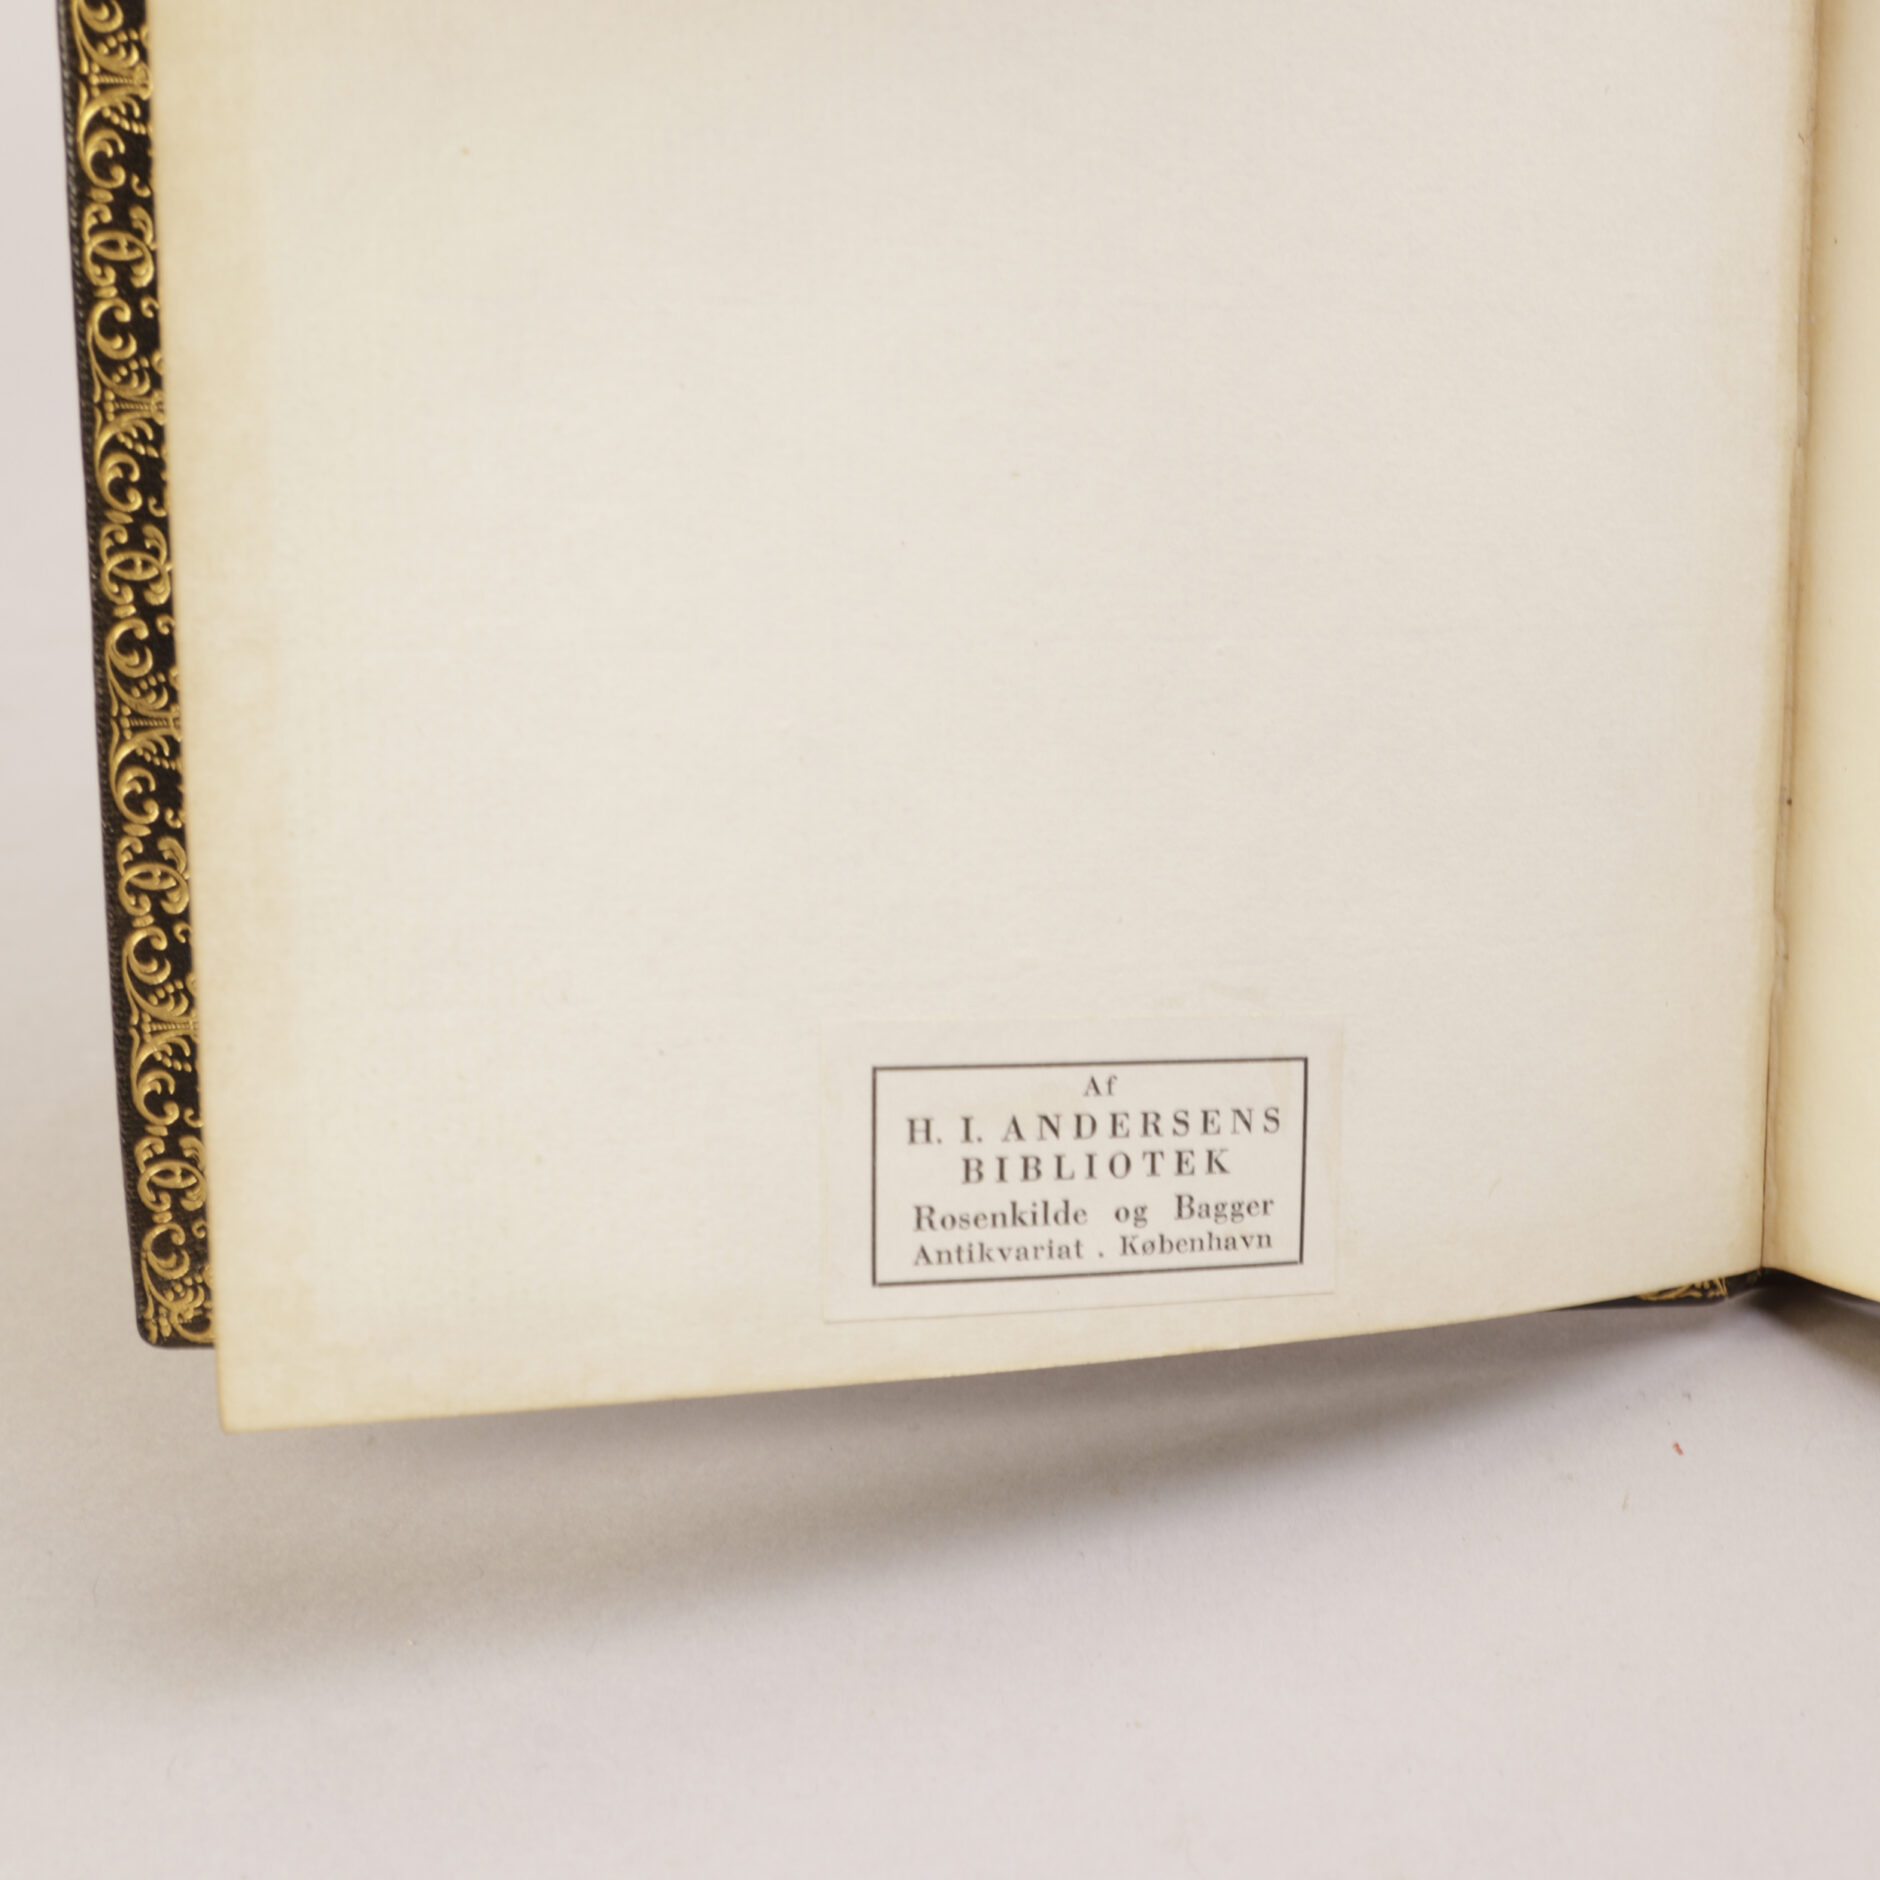 Af
H. I. ANDERSENS
BIBLIOTEK
Rosenkilde og Bagger
Antikvariat . København